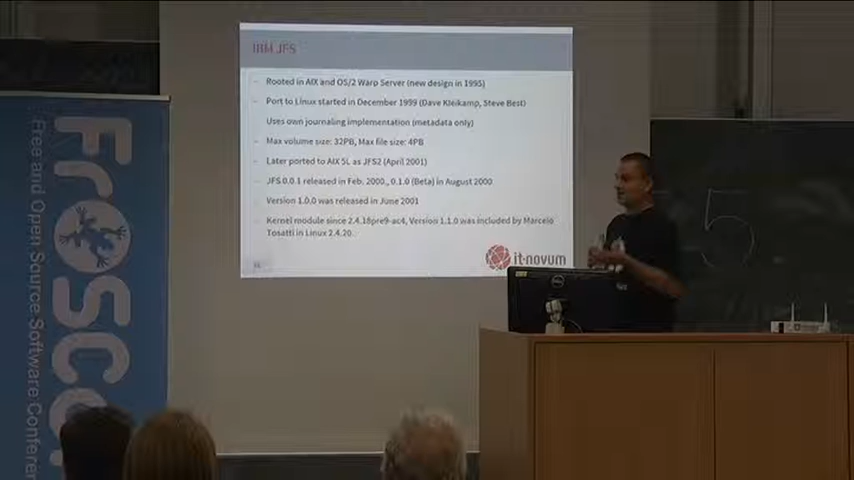 IBM JFS
– Rooted in AIX and OS/2 Warp Server (new design in 1995)
– Port to Linux started in December 1999 (Dave Kleikamp, Steve Best)
Uses own journaling implementation (metadata only)
– Max volume size: 32PB, Max file size: 4PB
– Later ported to AIX 5L as JFS2 (April 2001)
– JFS 0.0.1 released in Feb. 2000, 0.1.0 (Beta) in August 2000
Version 1.0.0 was released in June 2001
– Kernel module since 2.4.18pre9-ac4, Version 1.1.0 was included by Marcelo
Tosatti in Linux 2.4.20.
it-novum
FrOSCo
Free and Open Source Software Conferen
DELL
5